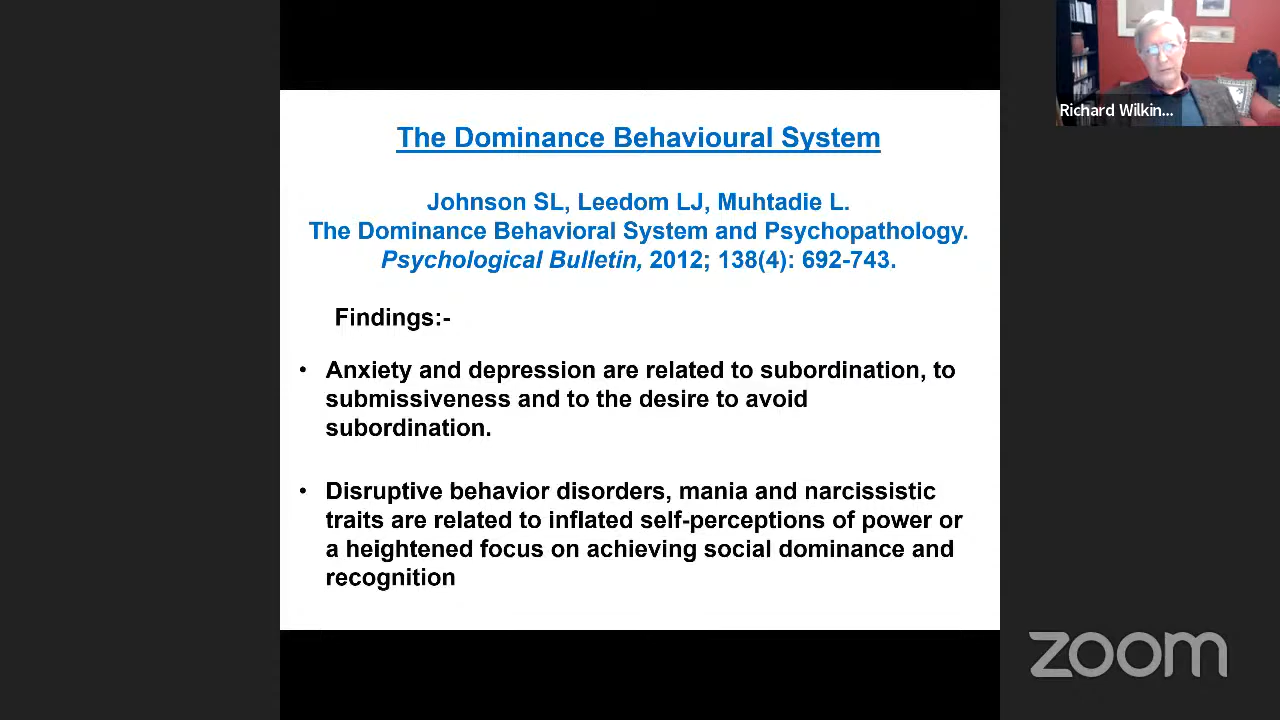 The Dominance Behavioural System
Johnson SL, Leedom LJ, Muhtadie L.
The Dominance Behavioral System and Psychopathology.
Psychological Bulletin, 2012; 138(4): 692-743.
Findings:-
• Anxiety and depression are related to subordination, to
submissiveness and to the desire to avoid
subordination.
• Disruptive behavior disorders, mania and narcissistic
traits are related to inflated self-perceptions of power or
a heightened focus on achieving social dominance and
recognition
Richard Wilkin...
zoom